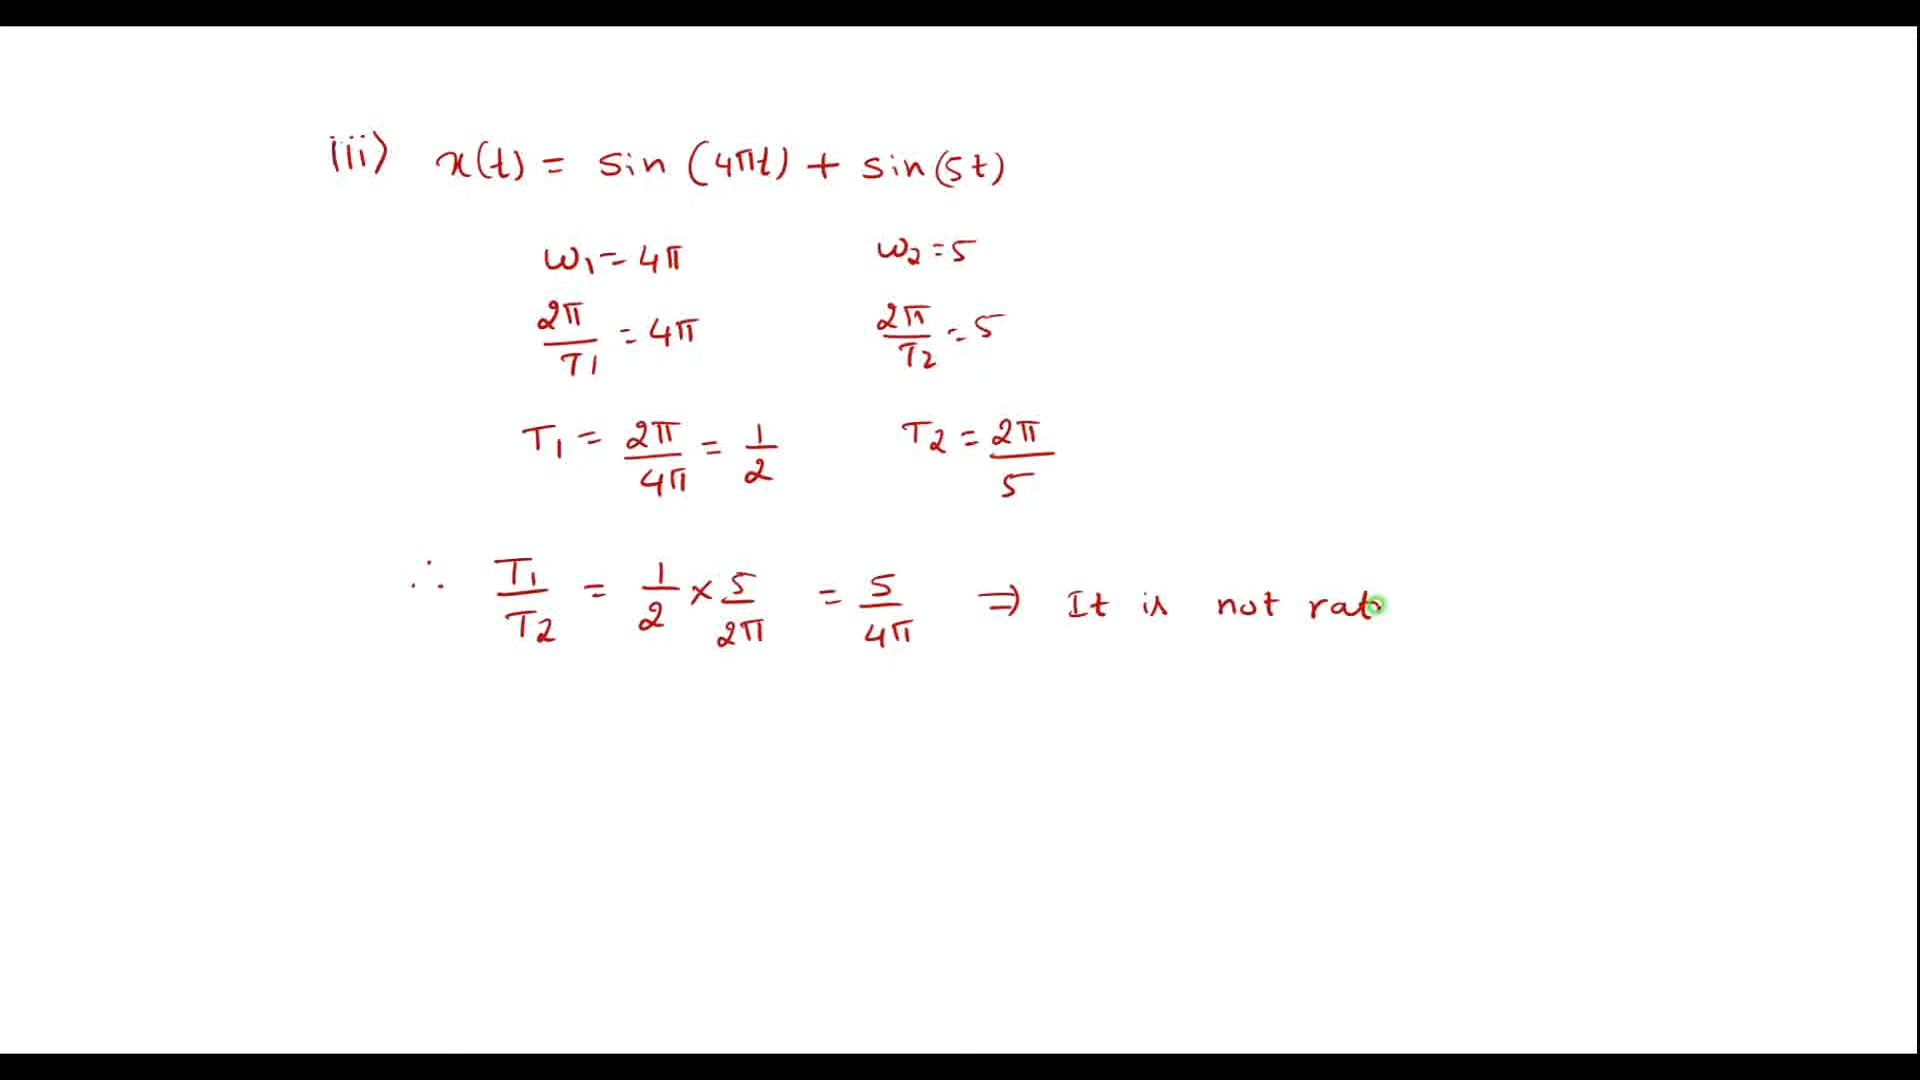 iii) x(t) = sin (4πt) + sin(5t)
ω1 = 4π ω2 = 5
2π/T1 = 4π 2π/T2 = 5
T1 = 2π/4π = 1/2 T2 = 2π/5
∴ T1/T2 = 1/2 × 5/2π = 5/4π ⇒ It is not rat